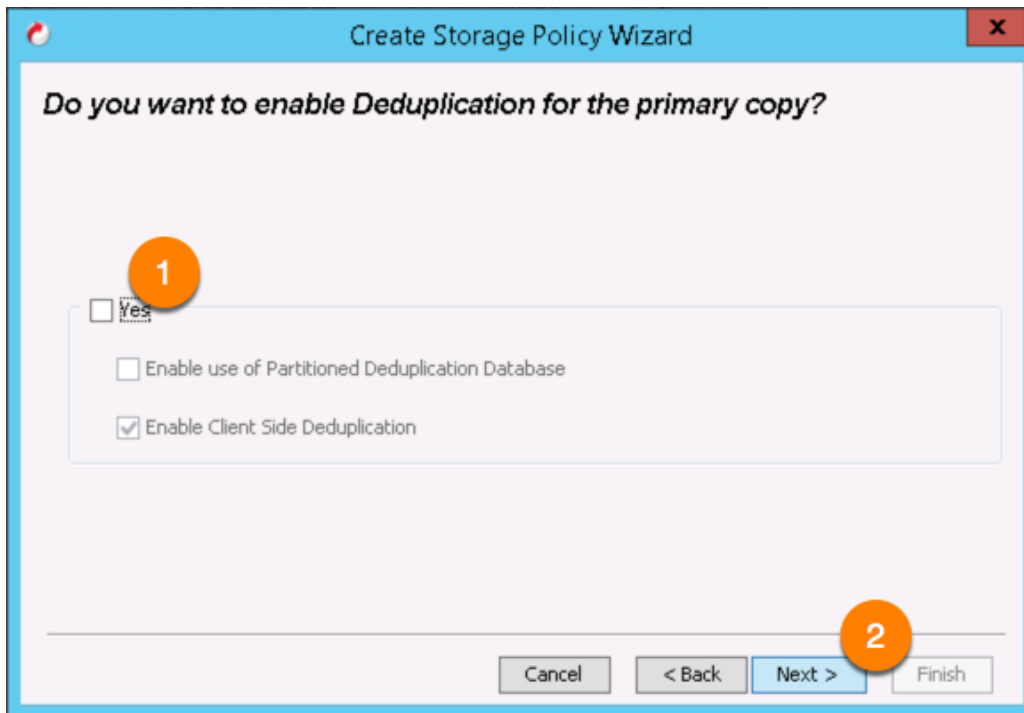 Create Storage Policy Wizard
x
Do you want to enable Deduplication for the primary copy?
1
Yes
Enable use of Partitioned Deduplication Database
Enable Client Side Deduplication
2
Cancel
< Back
Next >
Finish